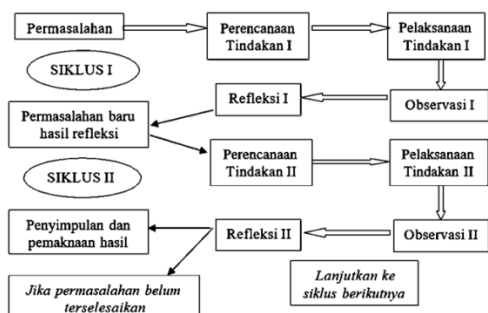 Permasalahan
Perencanaan
Tindakan I
Pelaksanaan
Tindakan I
SIKLUS I
Permasalahan baru
hasil refleksi
Refleksi I
Observasi I
Perencanaan
Tindakan II
Pelaksanaan
Tindakan II
SIKLUS II
Penyimpulan dan
pemaknaan hasil
Refleksi II
Observasi II
Jika permasalahan belum
terselesaikan
Lanjutkan ke
siklus berikutnya